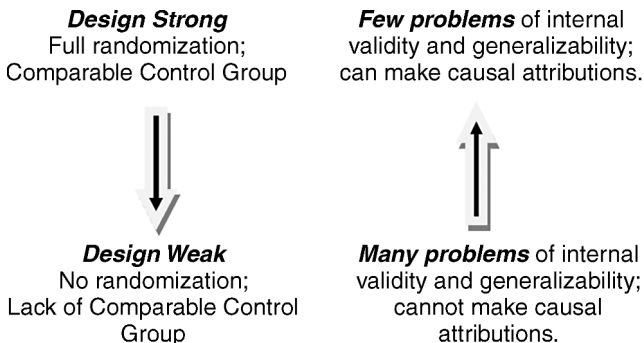 Design Strong
Full randomization;
Comparable Control Group
Few problems of internal
validity and generalizability;
can make causal attributions.
Design Weak
No randomization;
Lack of Comparable Control
Group
Many problems of internal
validity and generalizability;
cannot make causal
attributions.